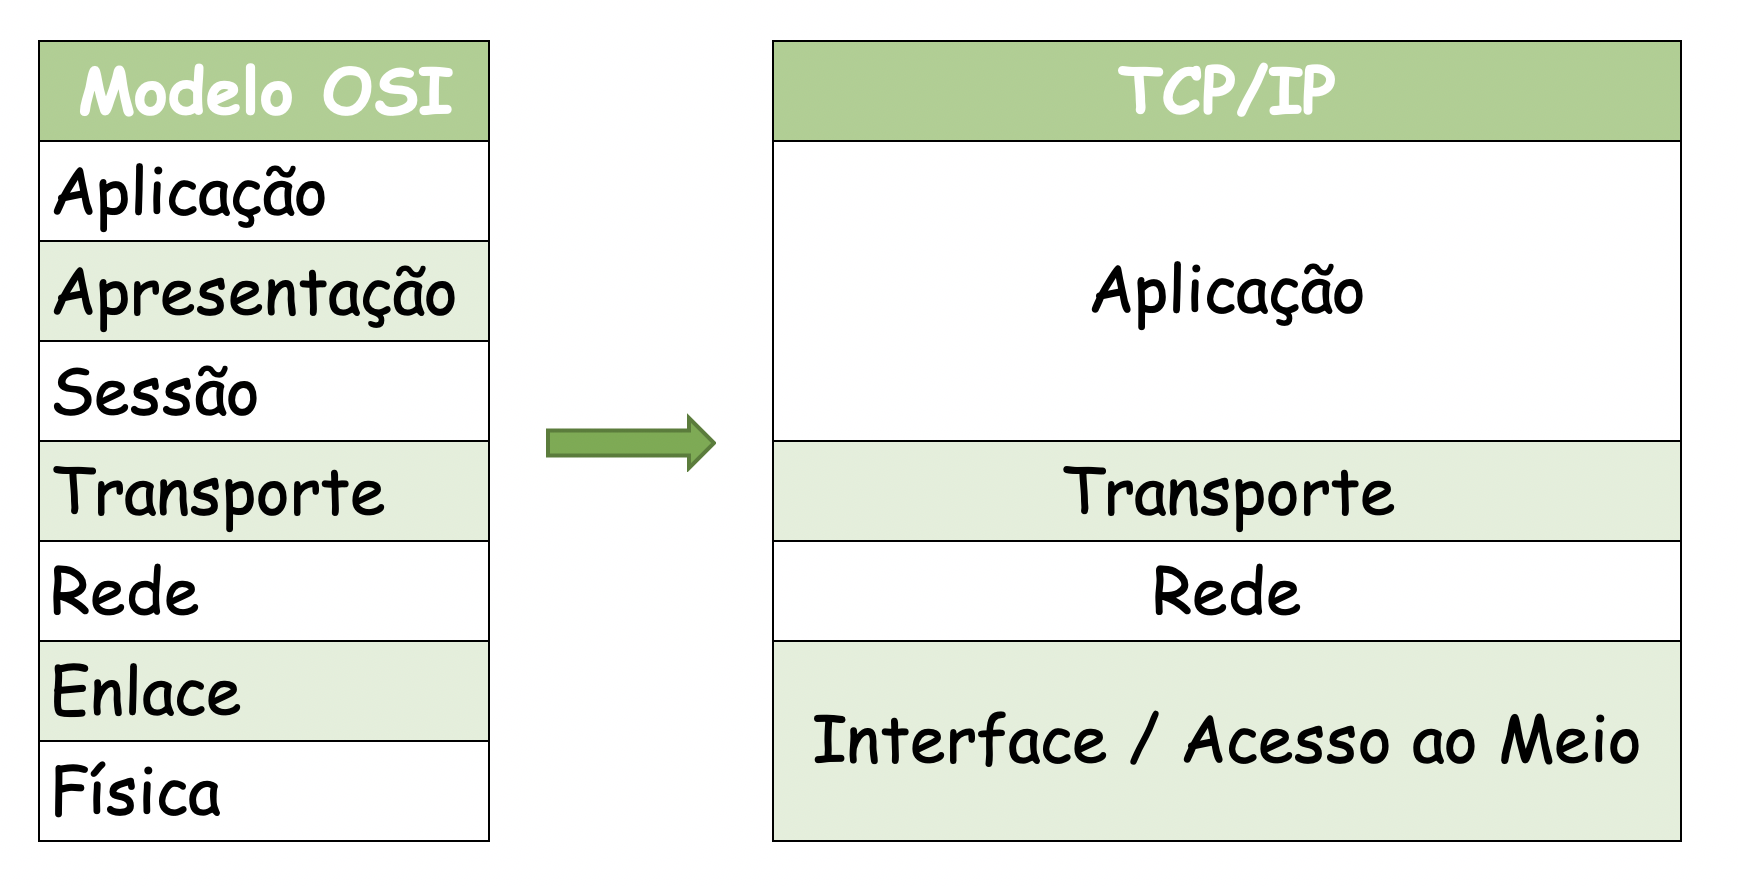 Modelo OSI
Aplicação
Apresentação
Sessão
Transporte
Rede
Enlace
Física
TCP/IP
Aplicação
Transporte
Rede
Interface / Acesso ao Meio